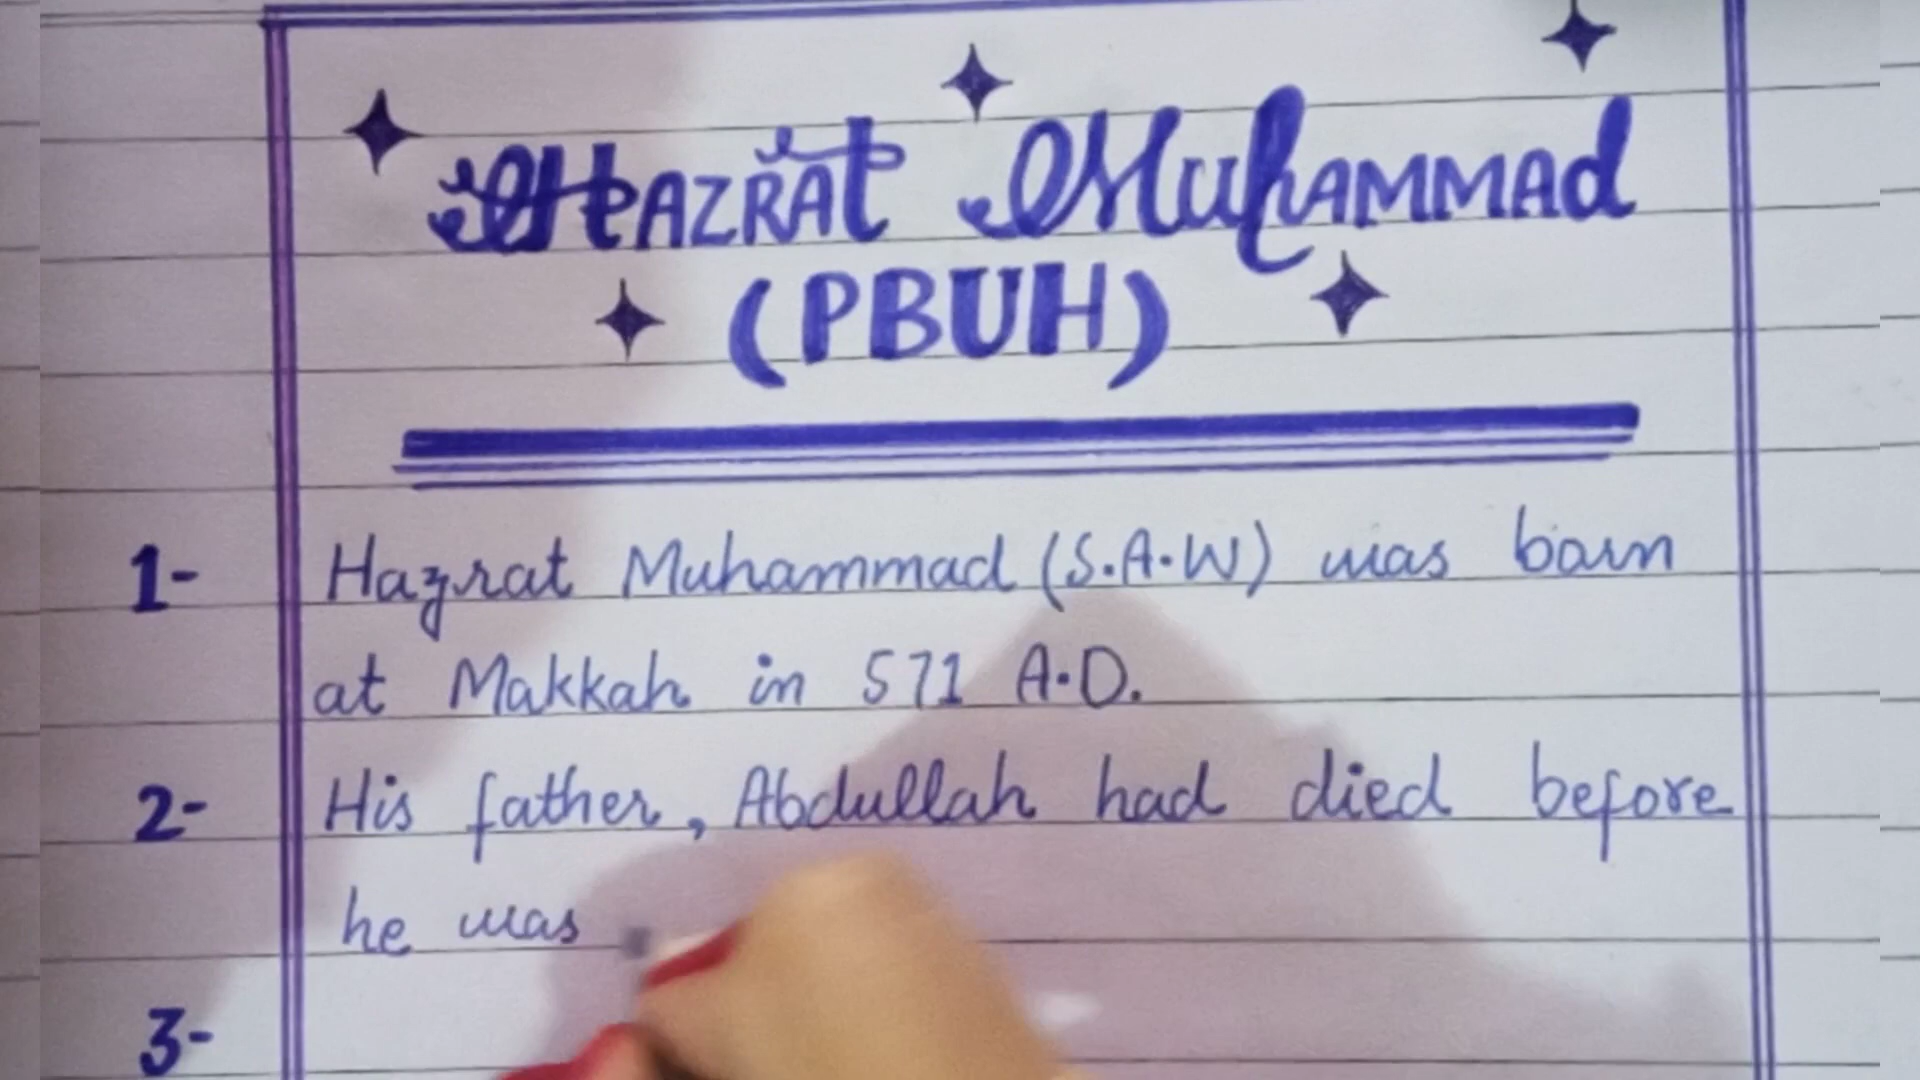 Hazrat Muhammad
(PBUH)
1- Hazrat Muhammad (S.A.W) was born
at Makkah in 571 A.D.
2- His father, Abdullah had died before
he was
3-